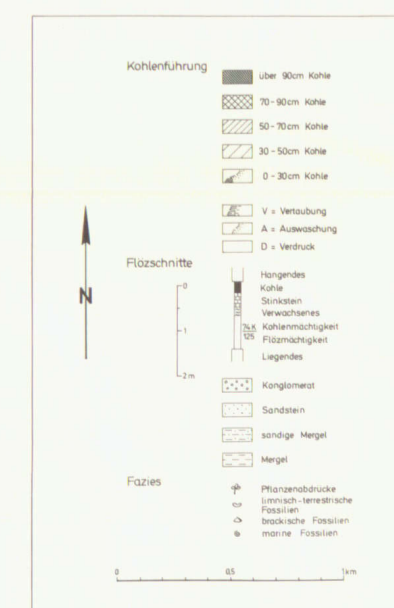 Kohlenführung
über 90cm Kohle
70-90cm Kohle
50-70cm Kohle
30-50cm Kohle
0-30cm Kohle
V = Vertaubung
A = Auswaschung
D = Verdruck
N
Flözschnitte
0
1
2m
Hangendes
Kohle
Stinkstein
Verwachsenes
74K Kohlenmächtigkeit
125 Flözmächtigkeit
Liegendes
Konglomerat
Sandstein
sandige Mergel
Mergel
Fazies
Pflanzenabdrücke
limnisch-terrestrische
Fossilien
brackische Fossilien
marine Fossilien
0 0,5 1km